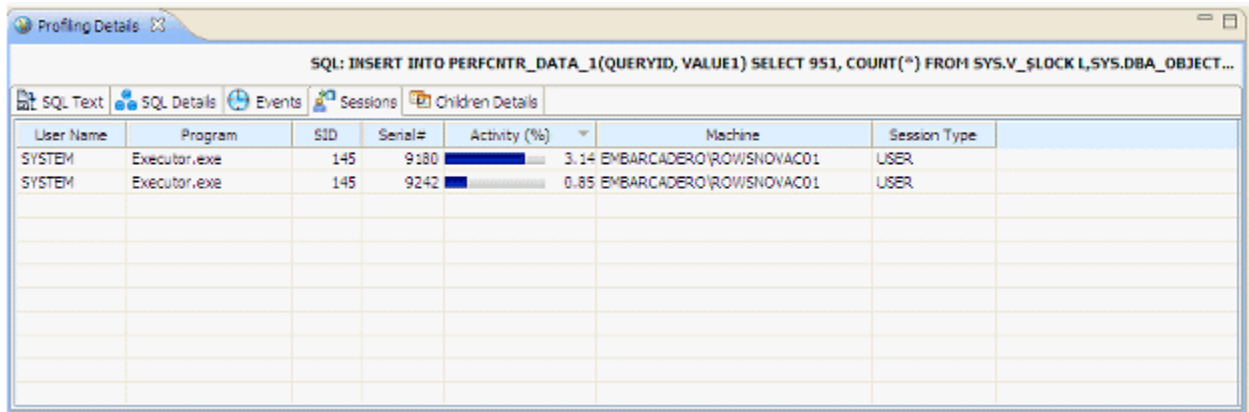 Profiling Details
SQL: INSERT INTO PERFCNTR_DATA_1(QUERYID, VALUE1) SELECT 951, COUNT(*) FROM SYS.V_$LOCK L,SYS.DBA_OBJECT...
SQL Text SQL Details Events Sessions Children Details
User Name Program SID Serial# Activity (%) Machine Session Type
SYSTEM Executor.exe 145 9180 3.14 EMBARCADERO\ROWSNOVAC01 USER
SYSTEM Executor.exe 145 9242 0.85 EMBARCADERO\ROWSNOVAC01 USER